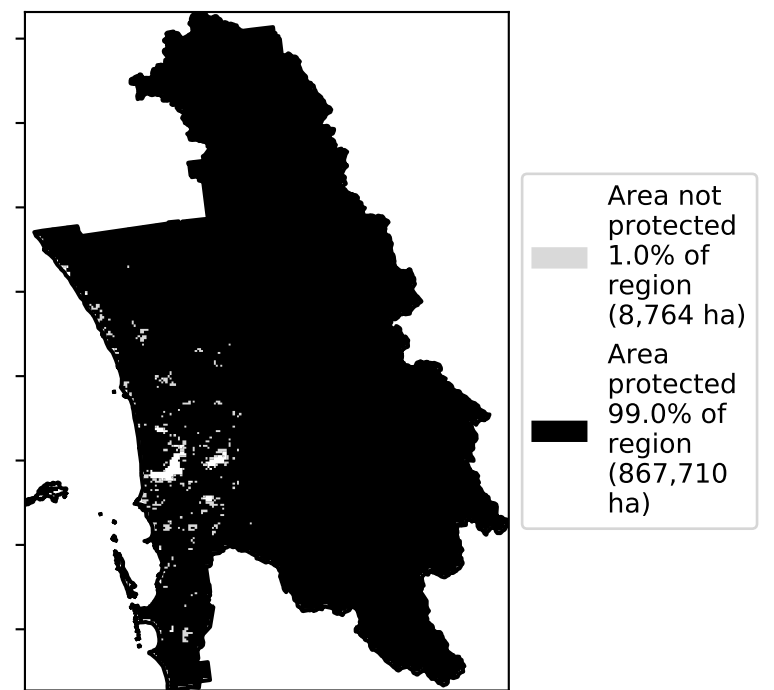 Area not
protected
1.0% of
region
(8,764 ha)
Area
protected
99.0% of
region
(867,710
ha)